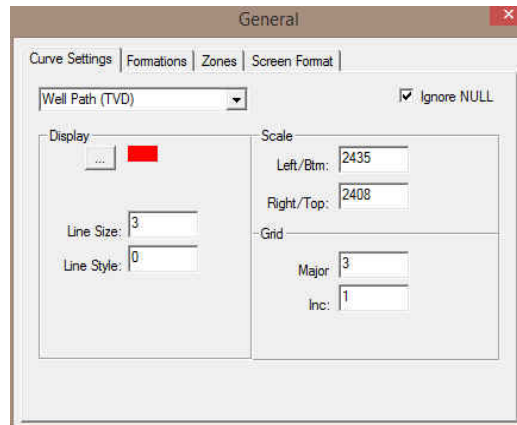 General
Curve Settings Formations Zones Screen Format
Well Path (TVD)
Ignore NULL
Display
...
Line Size: 3
Line Style: 0
Scale
Left/Btm: 2435
Right/Top: 2408
Grid
Major 3
Inc: 1